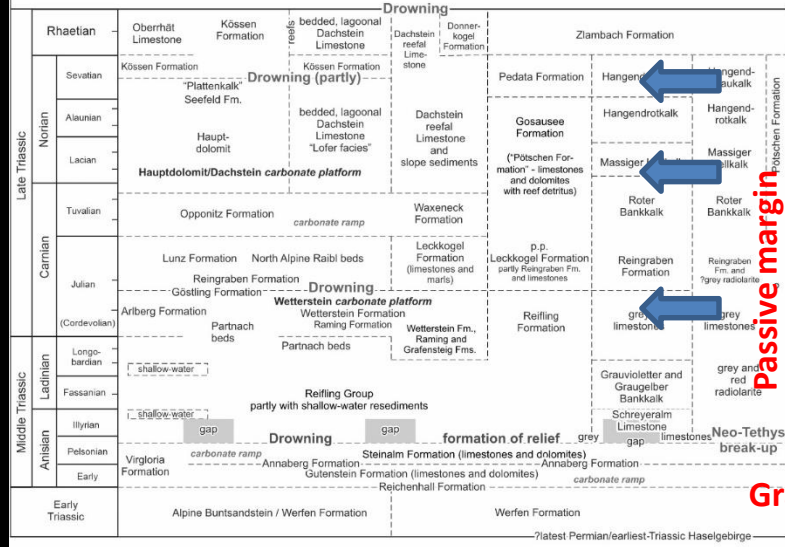 Drowning
Rhaetian
Oberrhät
Limestone
Kössen
Formation
reefs
bedded, lagoonal
Dachstein
Limestone
Dachstein
reefal
Lime-
stone
Donner-
kogel
Formation
Zlambach Formation
Late Triassic
Norian
Sevatian
Kössen Formation
Kössen Formation
Drowning (partly)
Pedata Formation
Hangend
Alaunian
"Plattenkalk"
Seefeld Fm.
Haupt-
dolomit
bedded, lagoonal
Dachstein
Limestone
"Lofer facies"
Dachstein
reefal
Limestone
and
slope sediments
Gosausee
Formation
("Pötschen For-
mation" - limestones
and dolomites
with reef detritus)
Hangendrotkalk
Hangend-
rotkalk
Pötschen Formation
Lacian
Hauptdolomit/Dachstein carbonate platform
Massiger
Massiger
Carnian
Tuvalian
Opponitz Formation
carbonate ramp
Waxeneck
Formation
Roter
Bankkalk
Roter
Bankkalk
Julian
Lunz Formation
North Alpine Raibl beds
Leckkogel
Formation
(limestones and
marls)
p.p.
Leckkogel Formation
partly Reingraben Fm.
and limestones
Reingraben
Formation
Reingraben
Fm. and
?grey radiolarite
Reingraben Formation
Göstling Formation
Drowning
Wetterstein carbonate platform
(Cordevolian)
Arlberg Formation
Partnach
beds
Wetterstein Formation
Raming Formation
Wetterstein Fm.,
Raming and
Grafensteig Fms.
Reifling
Formation
grey
limestones
grey
limestones
Middle Triassic
Ladinian
Longo-
bardian
Partnach beds
shallow-water
Fassanian
Reifling Group
partly with shallow-water resediments
Grauvioletter and
Graugelber
Bankkalk
grey and
red
radiolarite
Anisian
Illyrian
shallow-water
gap
gap
Schreyeralm
Limestone
Drowning
formation of relief
grey
gap
limestones
Neo-Tethys
break-up
Pelsonian
Virgloria
Formation
carbonate ramp
Steinalm Formation (limestones and dolomites)
Annaberg Formation
Annaberg Formation
Early
Gutenstein Formation (limestones and dolomites)
carbonate ramp
Reichenhall Formation
Early
Triassic
Alpine Buntsandstein / Werfen Formation
Werfen Formation
?latest Permian/earliest-Triassic Haselgebirge
Passive margin
Gr